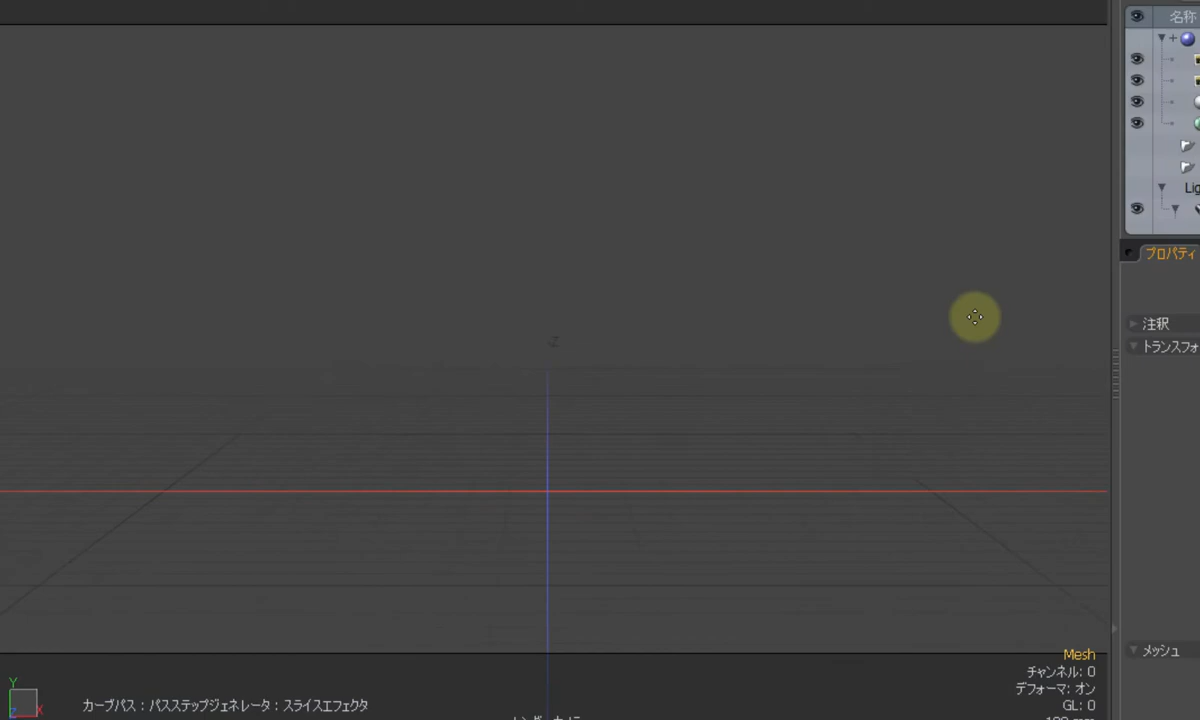 名称
Lig
プロパティ
注釈
トランスフォ
-Z
メッシュ
Mesh
チャンネル: 0
デフォーマ: オン
GL: 0
100 mm
Y
X
Z
カーブパス : パスステップジェネレータ : スライスエフェクタ